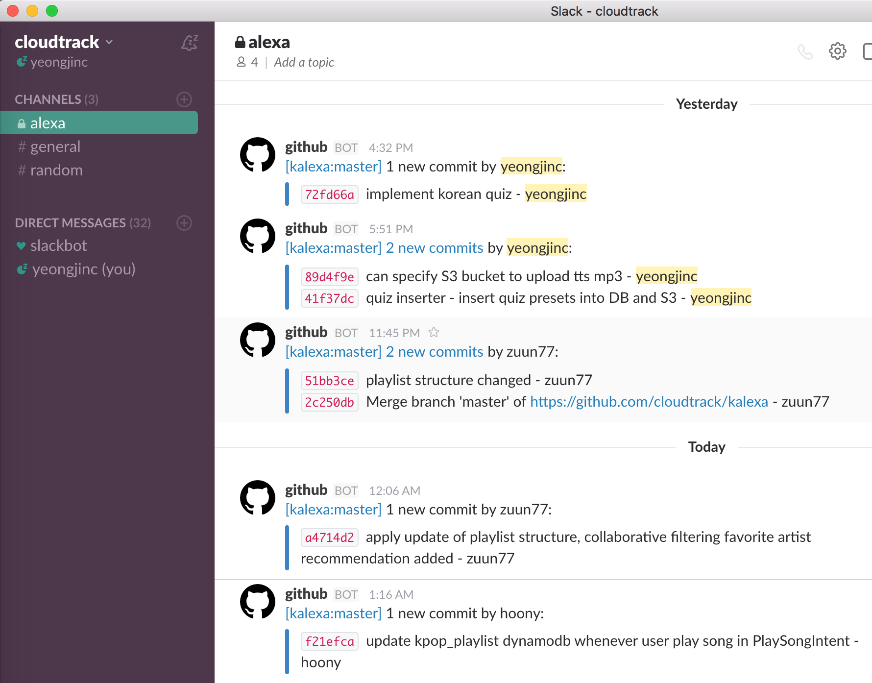 Slack - cloudtrack
cloudtrack
yeongjinc
CHANNELS (3)
alexa
# general
# random
DIRECT MESSAGES (32)
slackbot
yeongjinc (you)
alexa
4 | Add a topic
Yesterday
github BOT 4:32 PM
[kalexa:master] 1 new commit by yeongjinc:
72fd66a implement korean quiz - yeongjinc
github BOT 5:51 PM
[kalexa:master] 2 new commits by yeongjinc:
89d4f9e can specify S3 bucket to upload tts mp3 - yeongjinc
41f37dc quiz inserter - insert quiz presets into DB and S3 - yeongjinc
github BOT 11:45 PM
[kalexa:master] 2 new commits by zuun77:
51bb3ce playlist structure changed - zuun77
2c250db Merge branch 'master' of https://github.com/cloudtrack/kalexa - zuun77
Today
github BOT 12:06 AM
[kalexa:master] 1 new commit by zuun77:
a4714d2 apply update of playlist structure, collaborative filtering favorite artist
recommendation added - zuun77
github BOT 1:16 AM
[kalexa:master] 1 new commit by hoony:
f21efca update kpop_playlist dynamodb whenever user play song in PlaySongIntent -
hoony